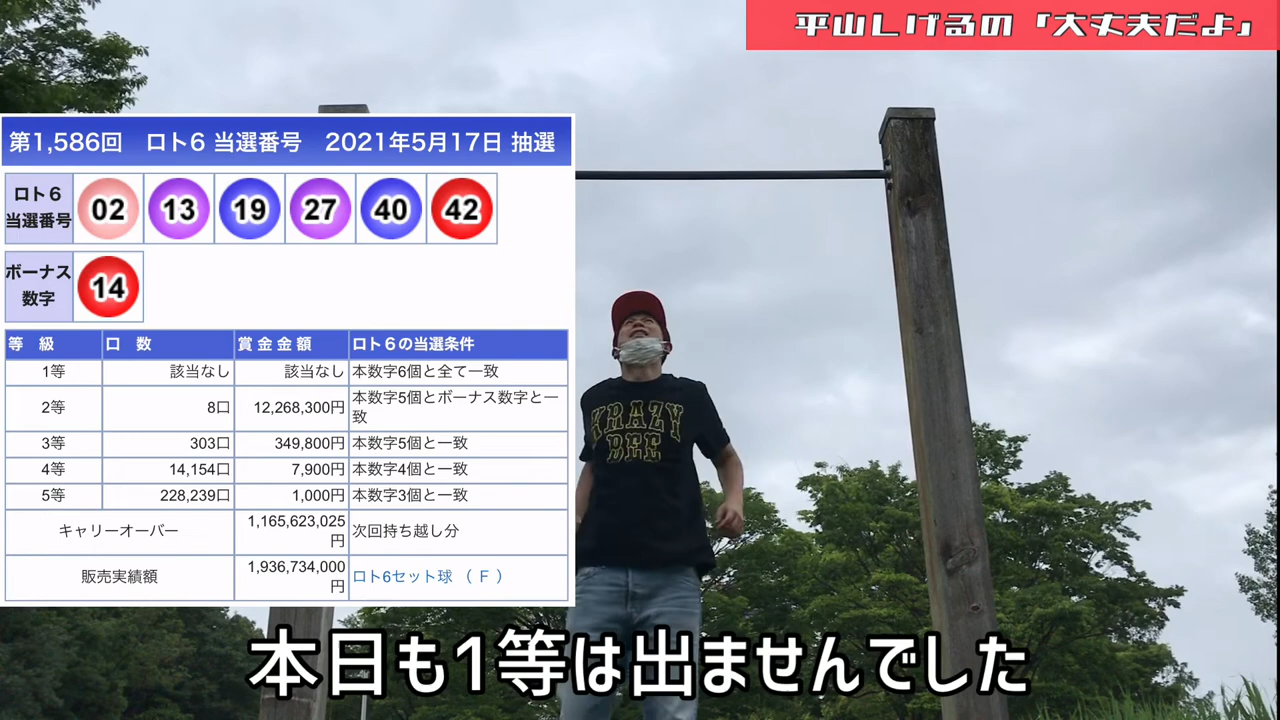 平山しげるの「大丈夫だよ」
第1,586回 ロト6 当選番号 2021年5月17日 抽選
ロト6
当選番号
02 13 19 27 40 42
ボーナス
数字
14
等 級 口 数 賞金金額 ロト6の当選条件
1等 該当なし 該当なし 本数字6個と全て一致
2等 8口 12,268,300円 本数字5個とボーナス数字と一
致
3等 303口 349,800円 本数字5個と一致
4等 14,154口 7,900円 本数字4個と一致
5等 228,239口 1,000円 本数字3個と一致
キャリーオーバー 1,165,623,025
円 次回持ち越し分
販売実績額 1,936,734,000
円 ロト6セット球 ( F )
KRAZY
BEE
本日も1等は出ませんでした